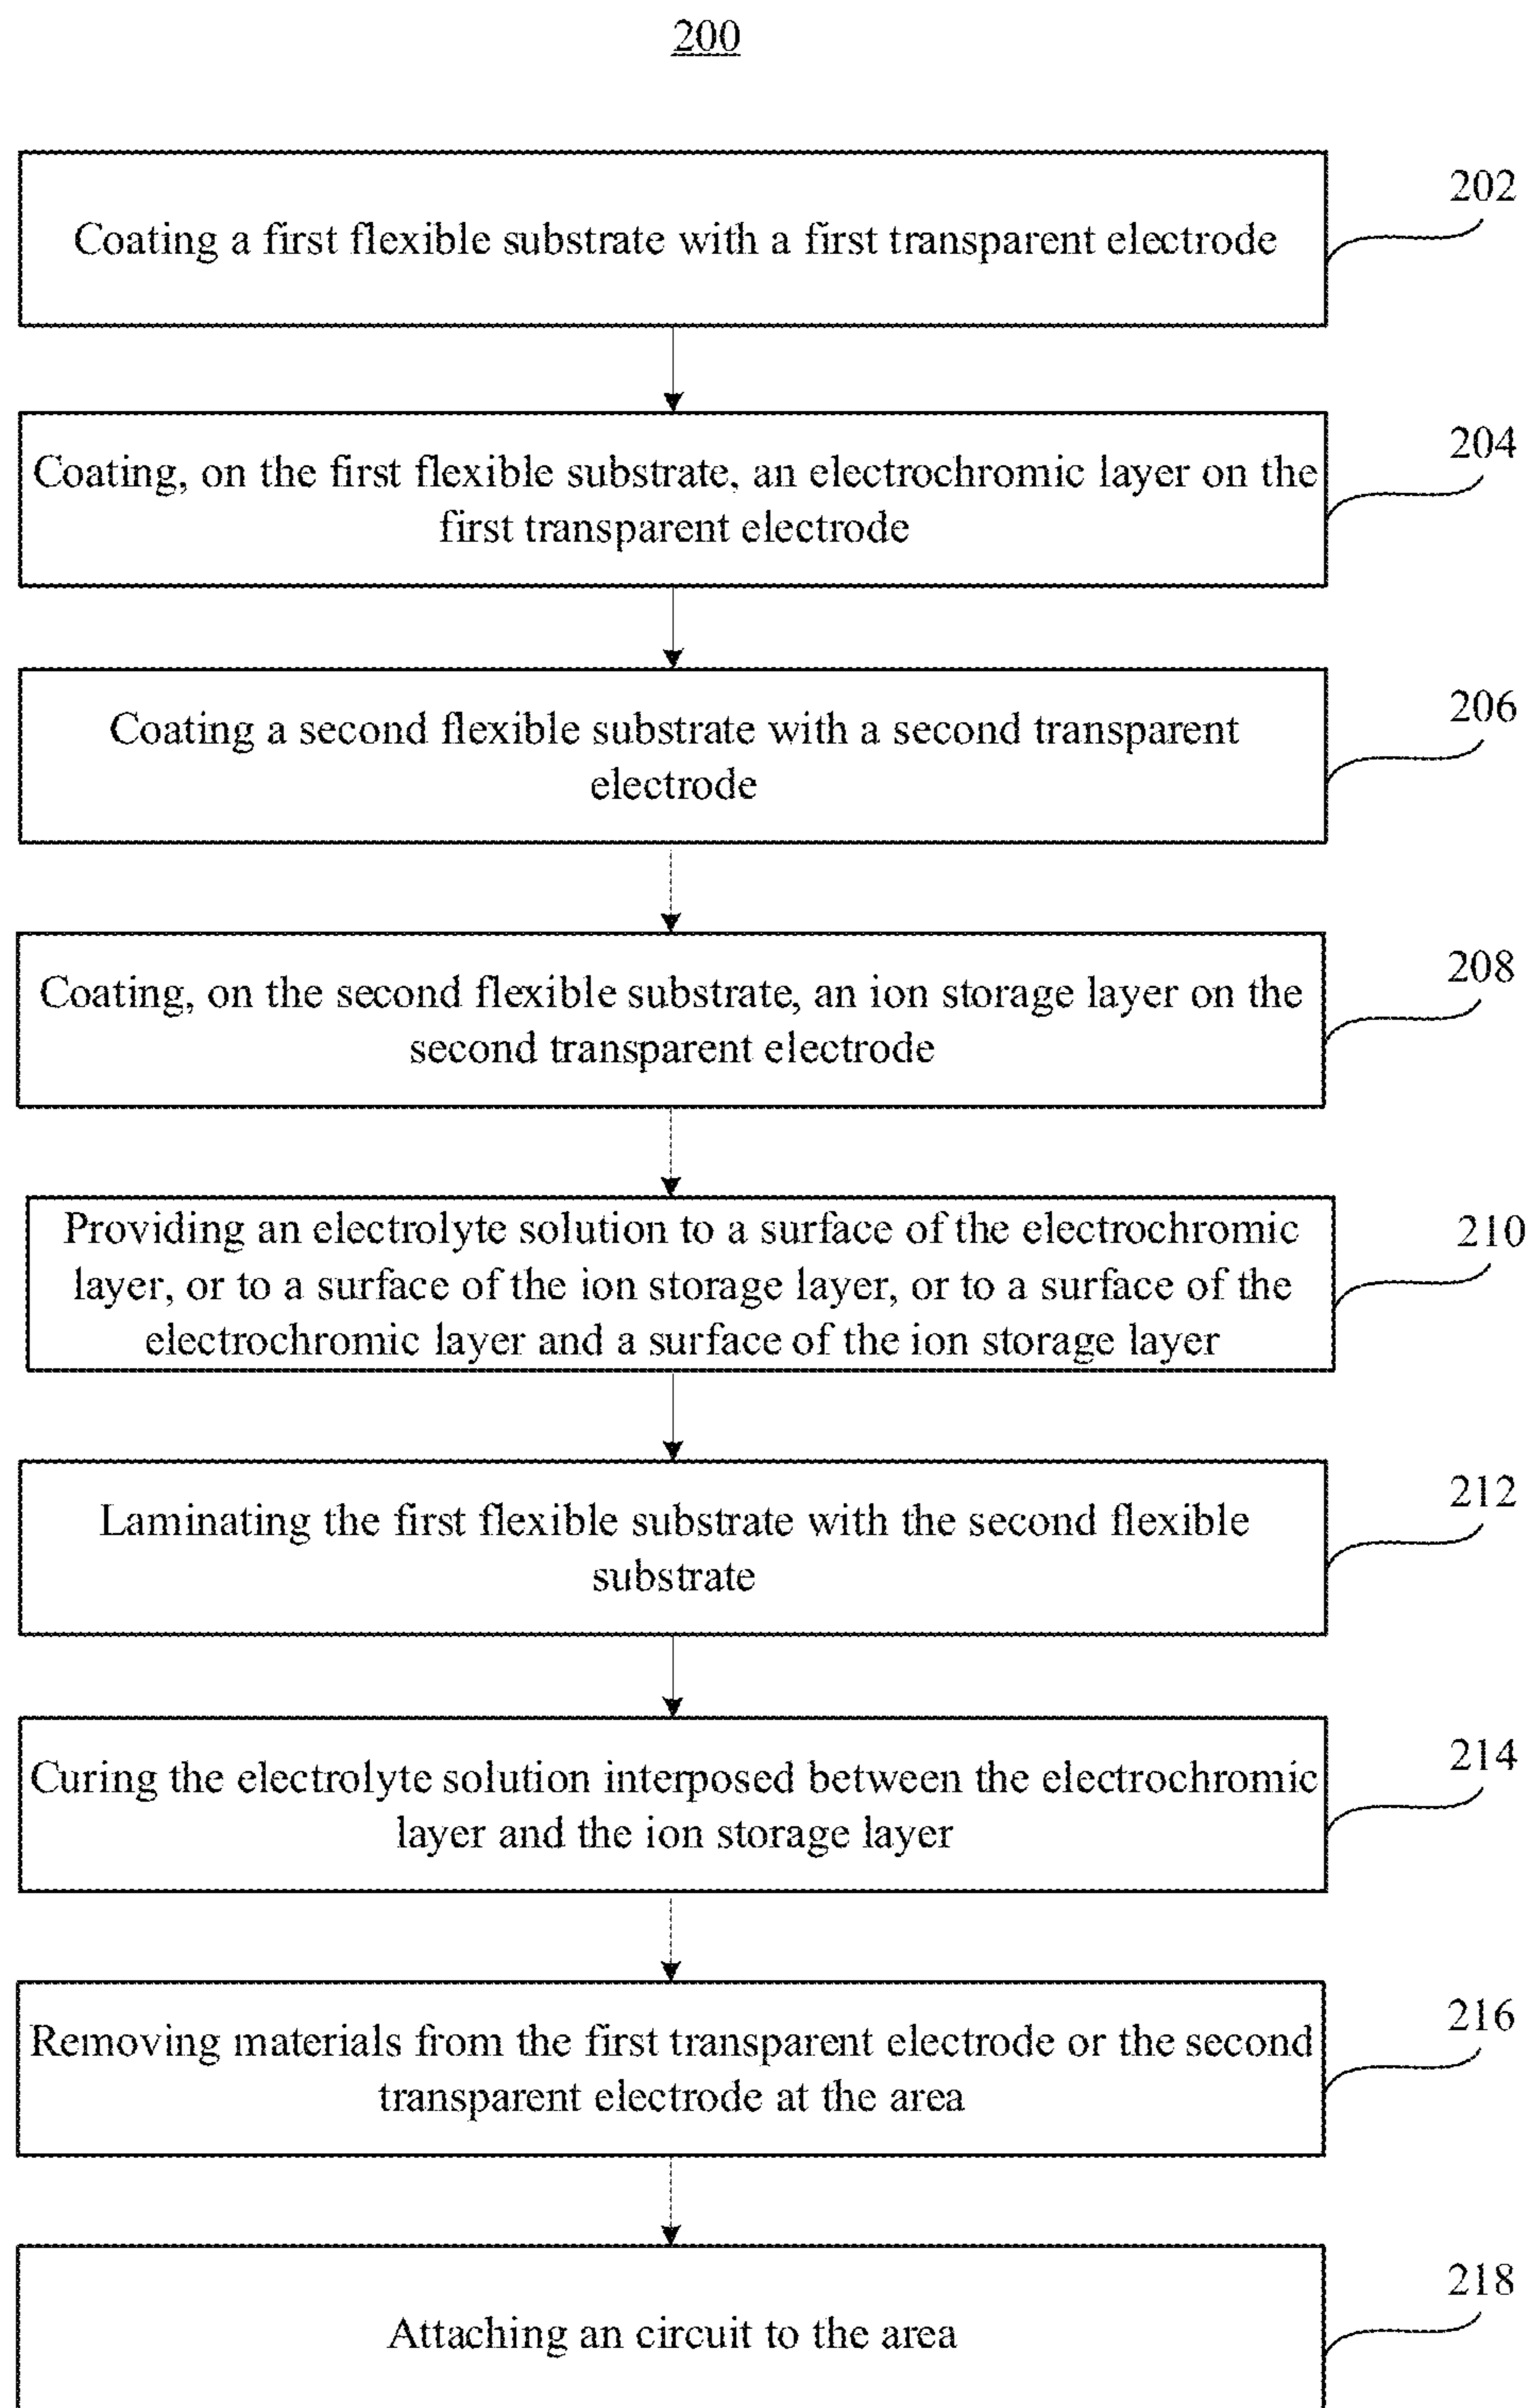 200
202
Coating a first flexible substrate with a first transparent electrode
204
Coating, on the first flexible substrate, an electrochromic layer on the
first transparent electrode
206
Coating a second flexible substrate with a second transparent
electrode
208
Coating, on the second flexible substrate, an ion storage layer on the
second transparent electrode
210
Providing an electrolyte solution to a surface of the electrochromic
layer, or to a surface of the ion storage layer, or to a surface of the
electrochromic layer and a surface of the ion storage layer
212
Laminating the first flexible substrate with the second flexible
substrate
214
Curing the electrolyte solution interposed between the electrochromic
layer and the ion storage layer
216
Removing materials from the first transparent electrode or the second
transparent electrode at the area
218
Attaching an circuit to the area